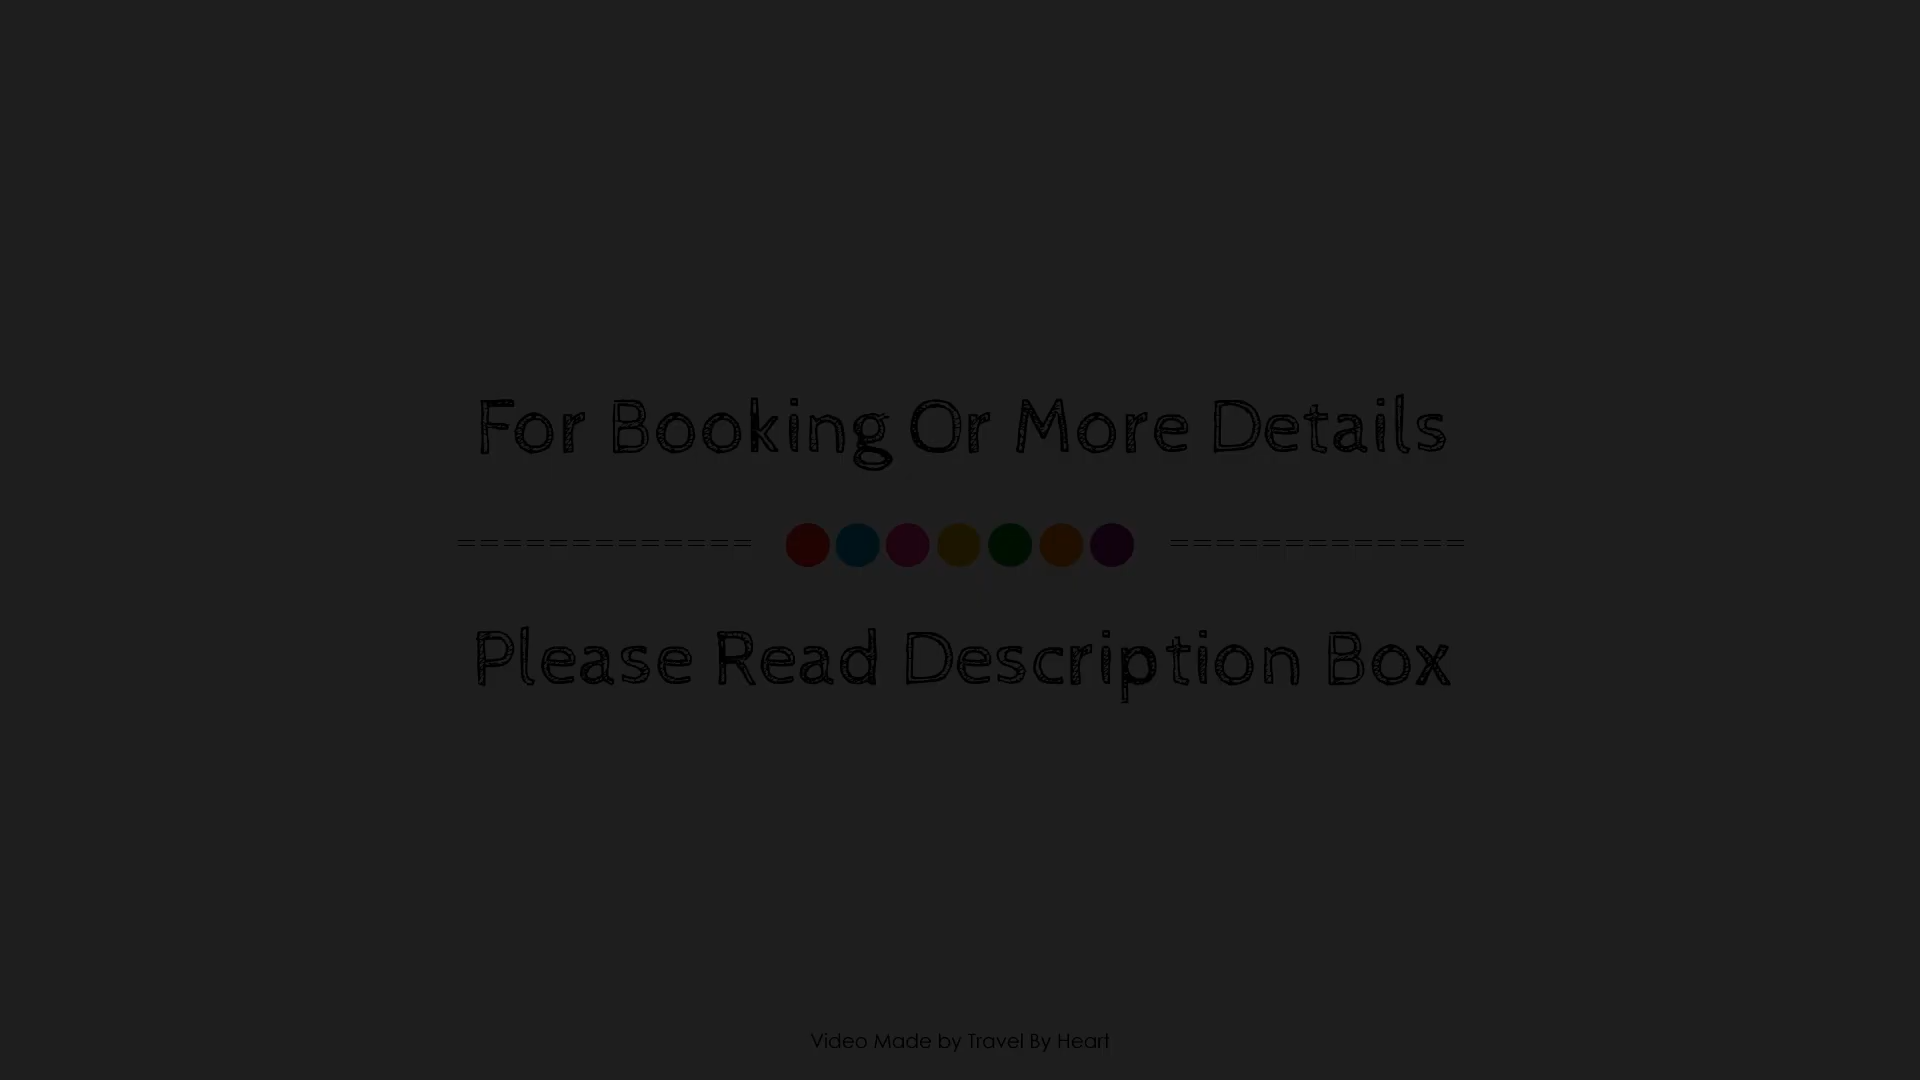 For Booking Or More Details
============= =============
Please Read Description Box
Video Made by Travel By Heart